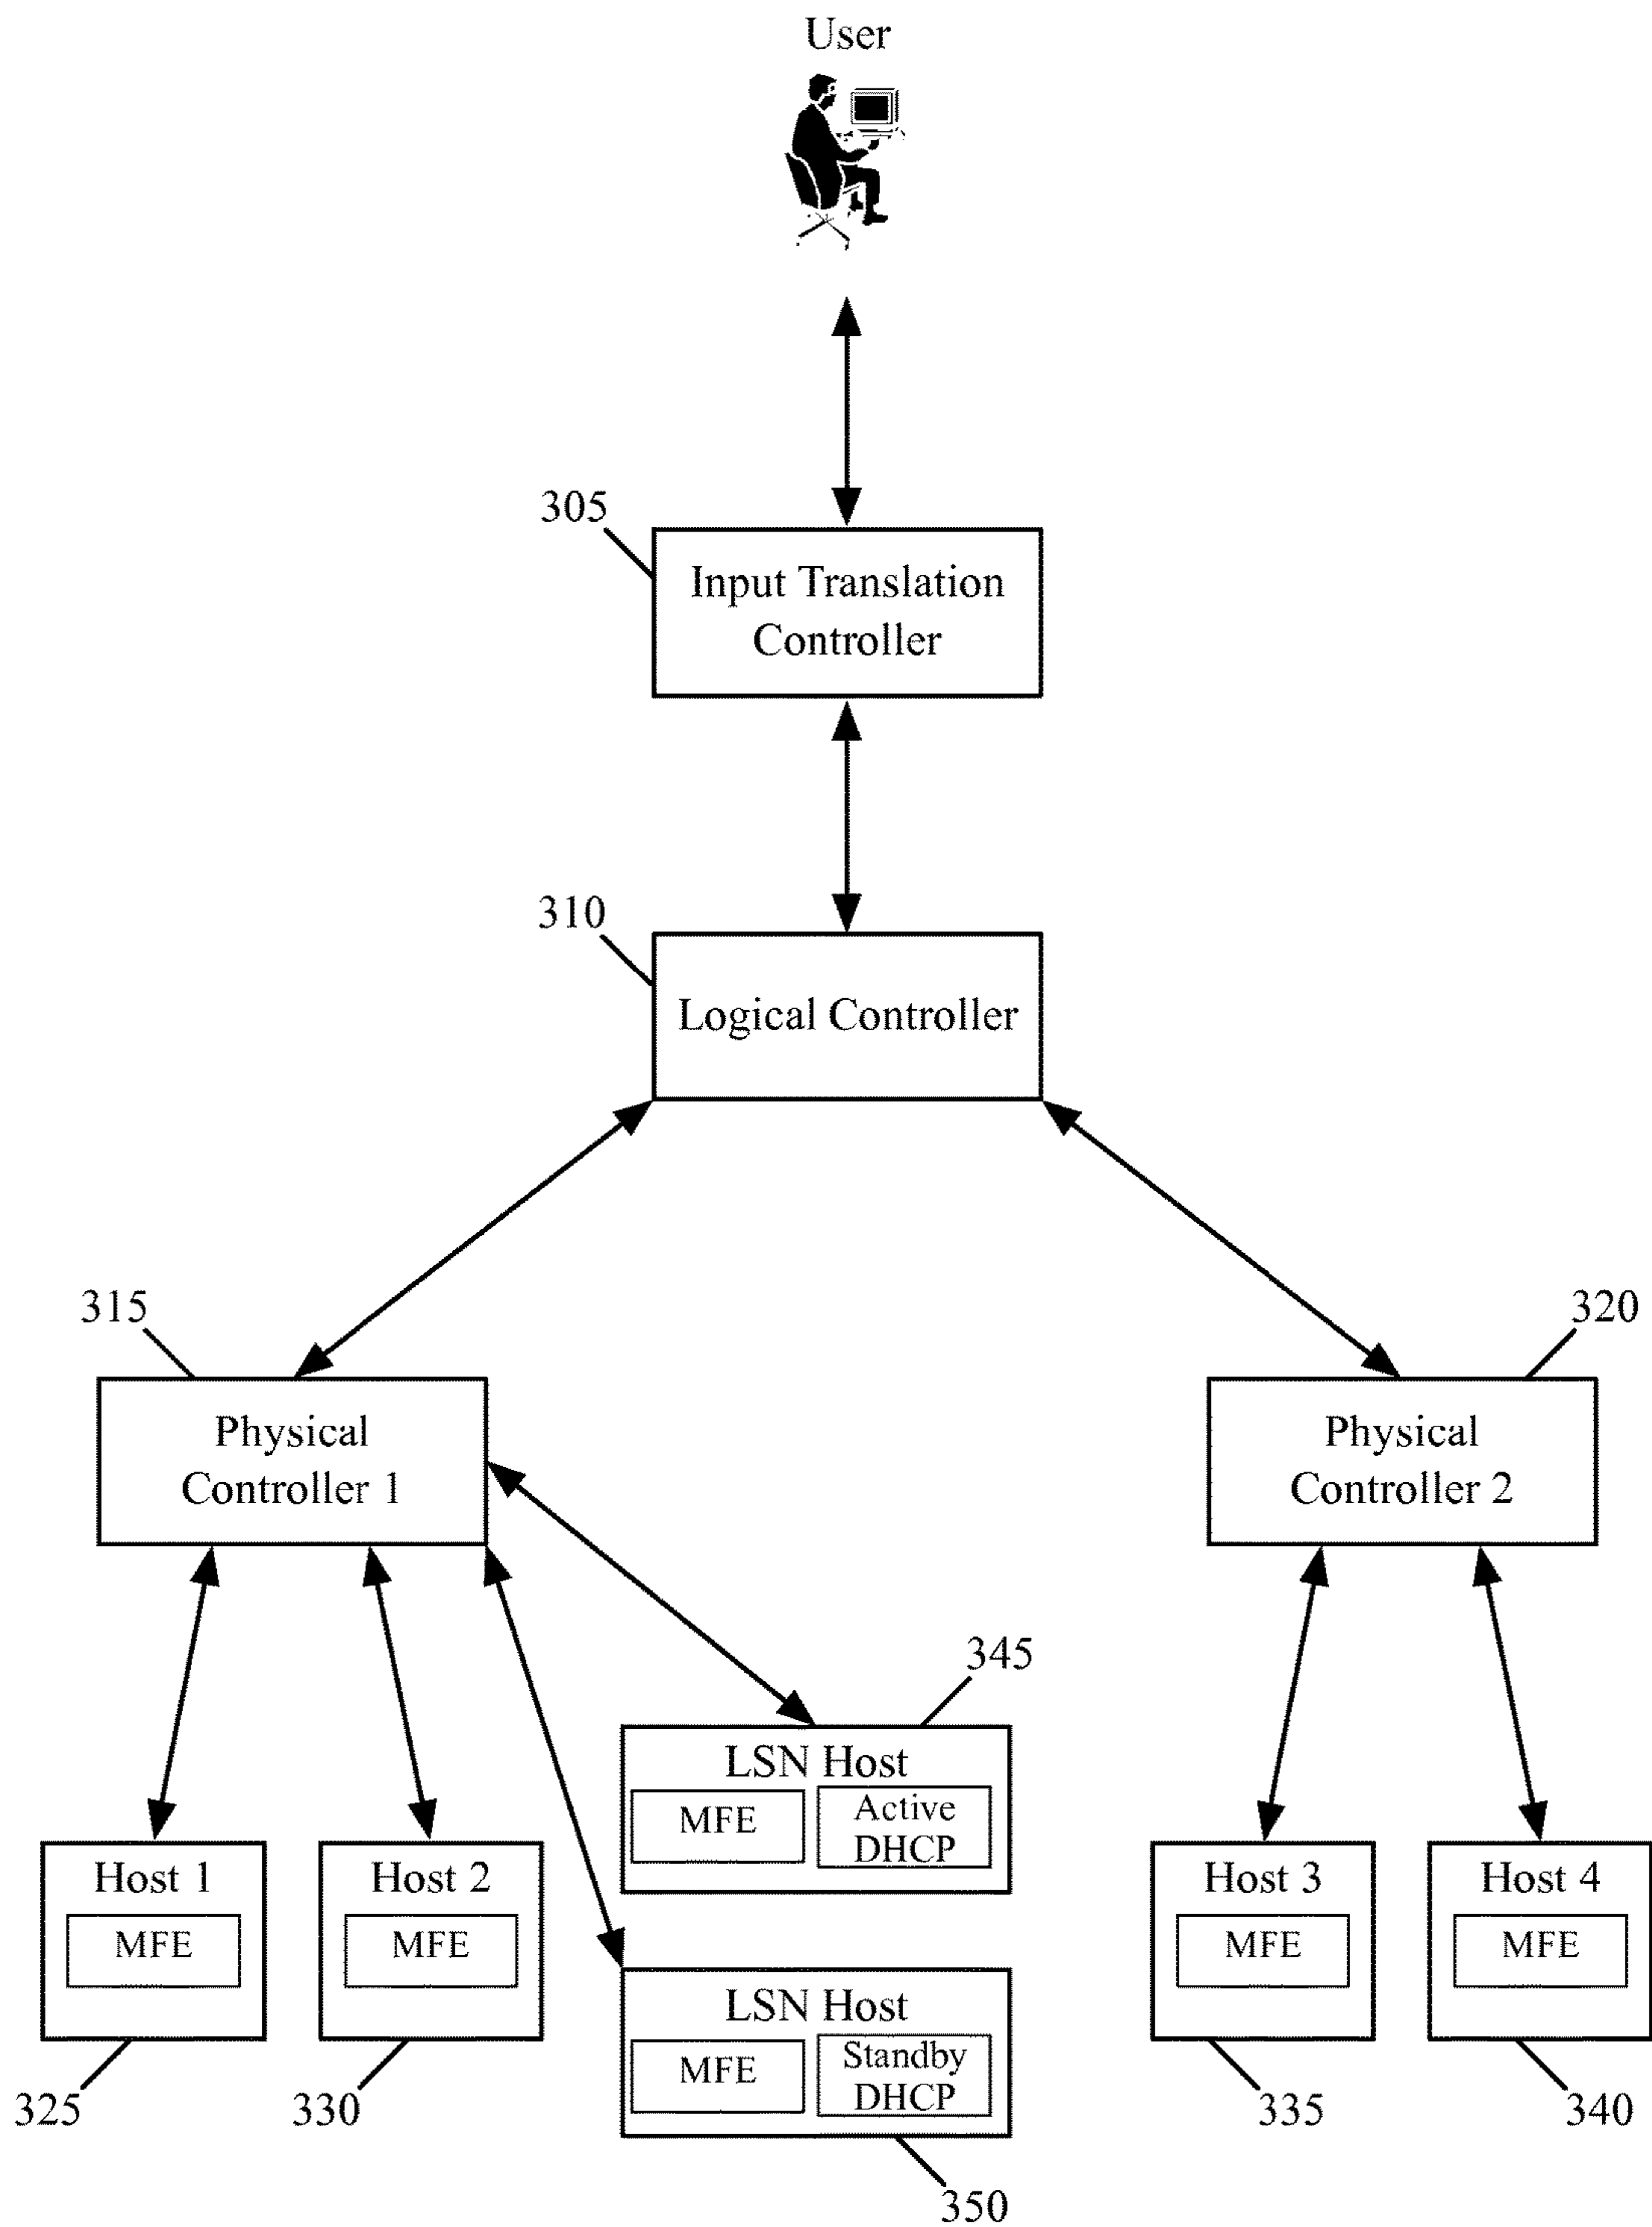 User
305
Input Translation
Controller
310
Logical Controller
315
320
Physical
Controller 1
Physical
Controller 2
345
LSN Host
MFE
Active
DHCP
Host 1
MFE
Host 2
MFE
Host 3
MFE
Host 4
MFE
LSN Host
MFE
Standby
DHCP
325
330
335
340
350